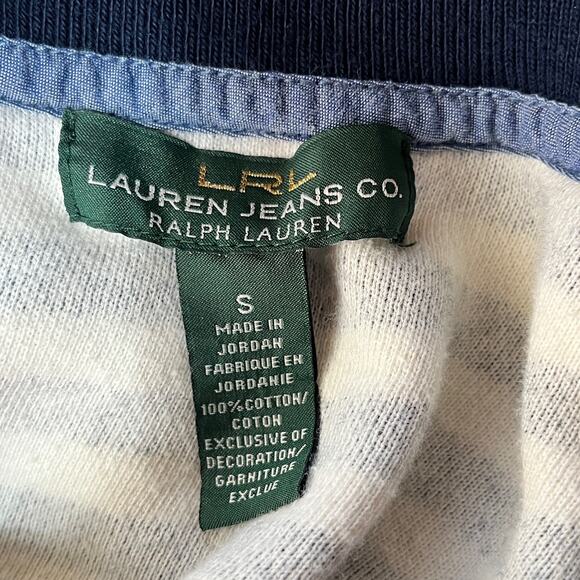 LRL
LAUREN JEANS CO.
RALPH LAUREN
S
MADE IN
JORDAN
FABRIQUE EN
JORDANIE
100% COTTON/
COTON
EXCLUSIVE OF
DECORATION/
GARNITURE
EXCLUE